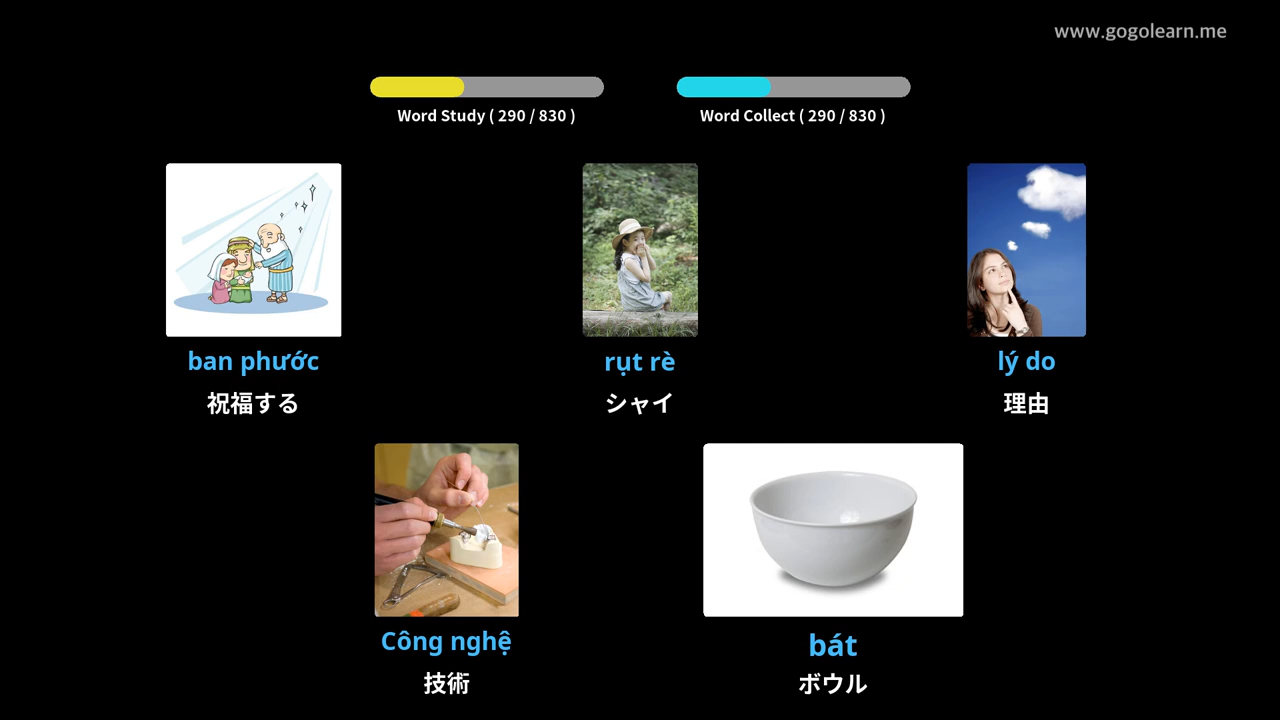 www.gogolearn.me
Word Study ( 290 / 830 )
Word Collect ( 290 / 830 )
ban phước
祝福する
rụt rè
シャイ
lý do
理由
Công nghệ
技術
bát
ボウル